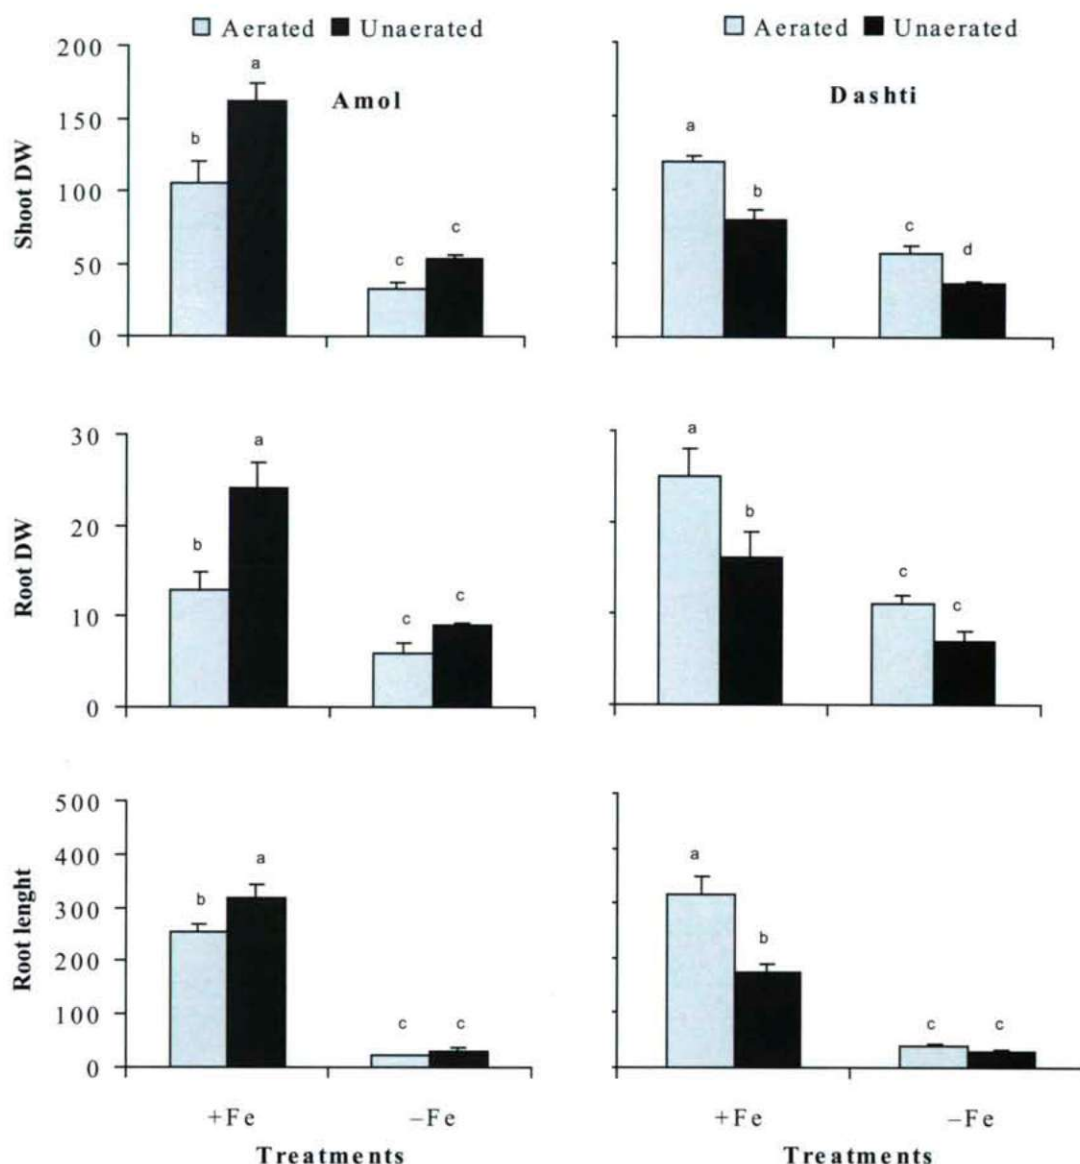 Aerated Unaerated
Aerated Unaerated
Amol
Dashti
Shoot DW
200
150
100
50
0
b
a
c
c
a
b
c
d
Root DW
30
20
10
0
b
a
c
c
a
b
c
c
Root lenght
500
400
300
200
100
0
b
a
c
c
a
b
c
c
+Fe
–Fe
+Fe
–Fe
Treatments
Treatments